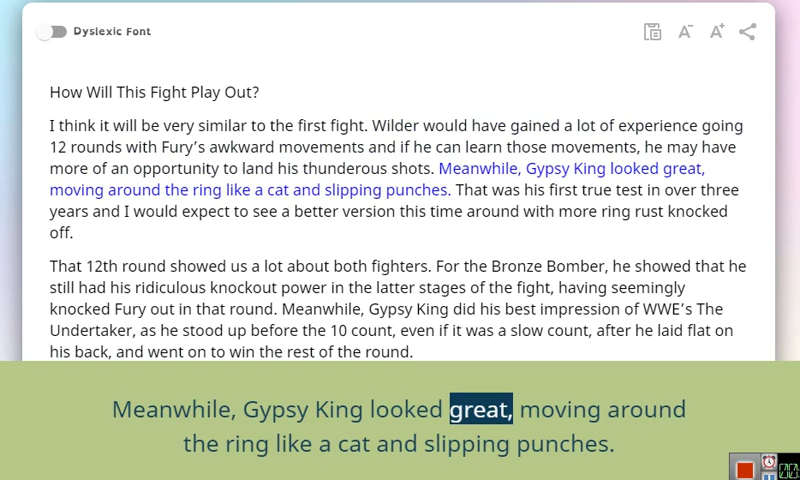 Dyslexic Font
A- A+
How Will This Fight Play Out?
I think it will be very similar to the first fight. Wilder would have gained a lot of experience going
12 rounds with Fury’s awkward movements and if he can learn those movements, he may have
more of an opportunity to land his thunderous shots. Meanwhile, Gypsy King looked great,
moving around the ring like a cat and slipping punches. That was his first true test in over three
years and I would expect to see a better version this time around with more ring rust knocked
off.
That 12th round showed us a lot about both fighters. For the Bronze Bomber, he showed that he
still had his ridiculous knockout power in the latter stages of the fight, having seemingly
knocked Fury out in that round. Meanwhile, Gypsy King did his best impression of WWE’s The
Undertaker, as he stood up before the 10 count, even if it was a slow count, after he laid flat on
his back, and went on to win the rest of the round.
Meanwhile, Gypsy King looked great, moving around
the ring like a cat and slipping punches.